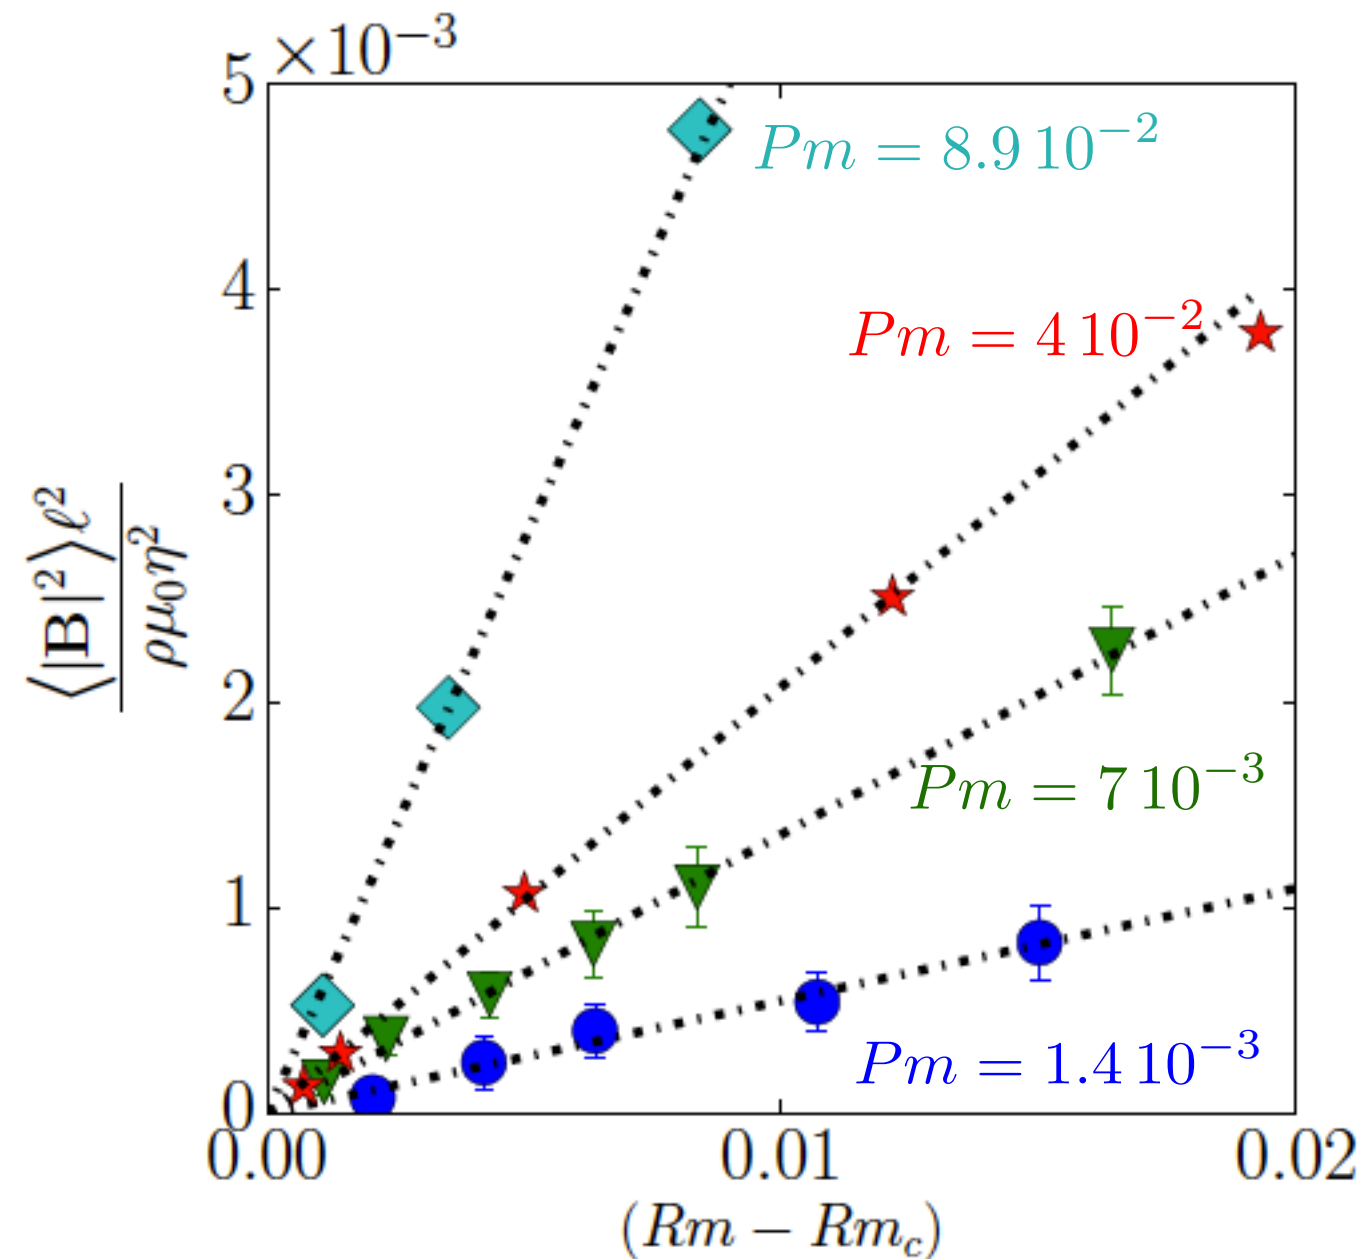 5 ×10⁻³
Pm = 8.9 10⁻²
4
Pm = 4 10⁻²
3
⟨|B|²⟩ℓ²
ρμ₀η²
2
Pm = 7 10⁻³
1
Pm = 1.4 10⁻³
0
0.00 0.01 0.02
(Rm − Rm_c)